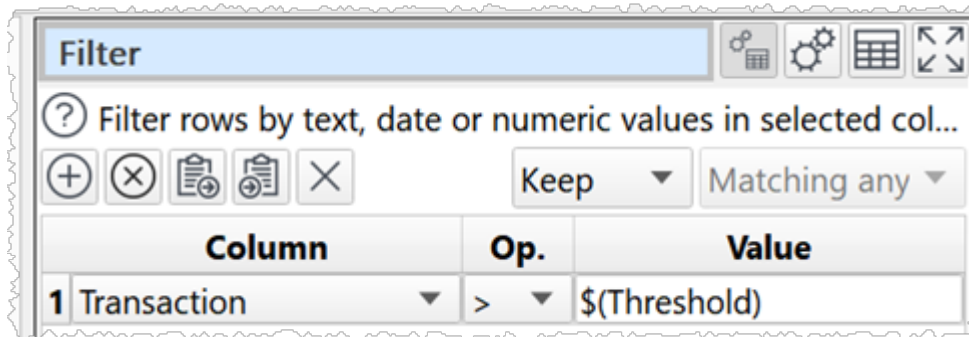 Filter
Filter rows by text, date or numeric values in selected col...
Keep Matching any
Column Op. Value
1 Transaction > $(Threshold)